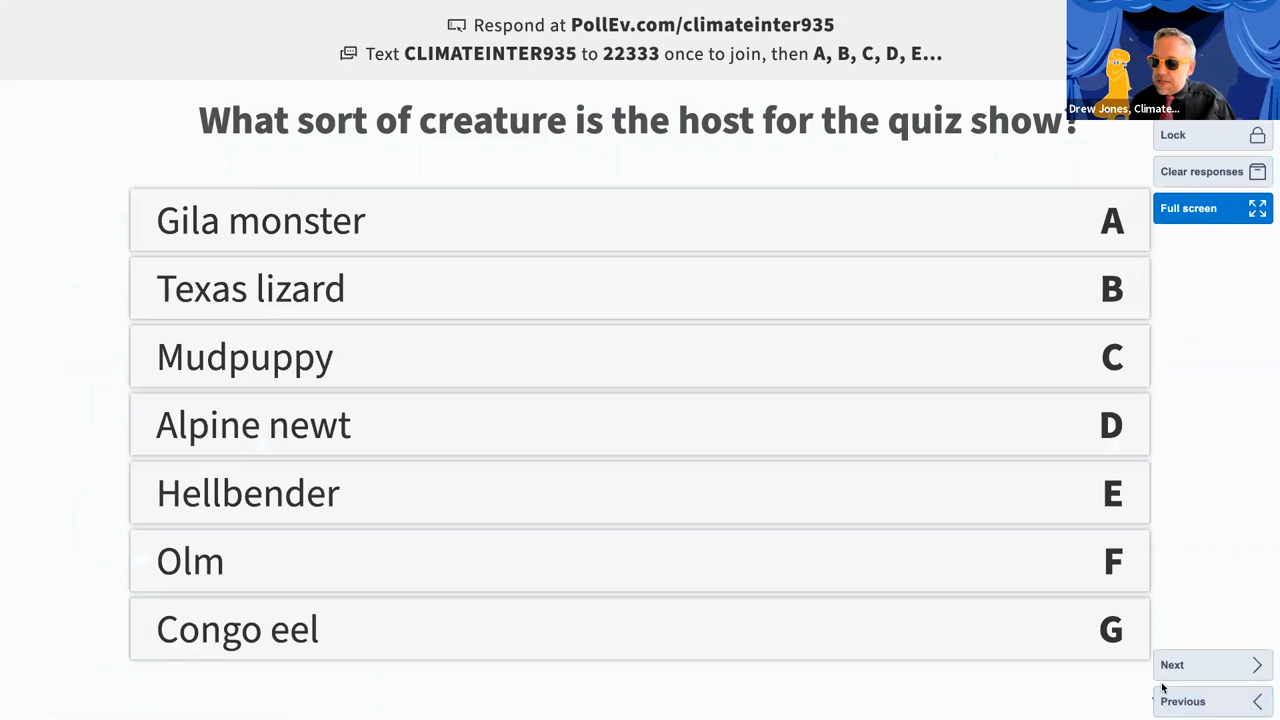 Respond at PollEv.com/climateinter935
Text CLIMATEINTER935 to 22333 once to join, then A, B, C, D, E...
Drew Jones, Climate...
What sort of creature is the host for the quiz show?
Lock
Clear responses
Full screen
Gila monster A
Texas lizard B
Mudpuppy C
Alpine newt D
Hellbender E
Olm F
Congo eel G
Next
Previous